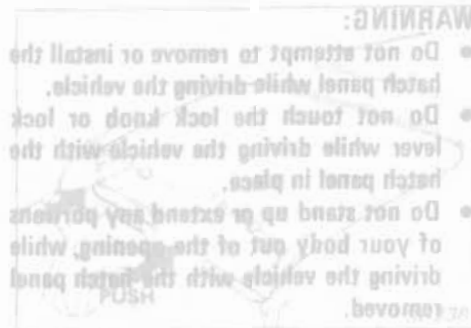 WARNING:
● Do not attempt to remove or install the
hatch panel while driving the vehicle.
● Do not touch the lock knob or lock
lever while driving the vehicle with the
hatch panel in place.
● Do not stand up or extend any portions
of your body out of the opening, while
driving the vehicle with the hatch panel
removed.
PUSH